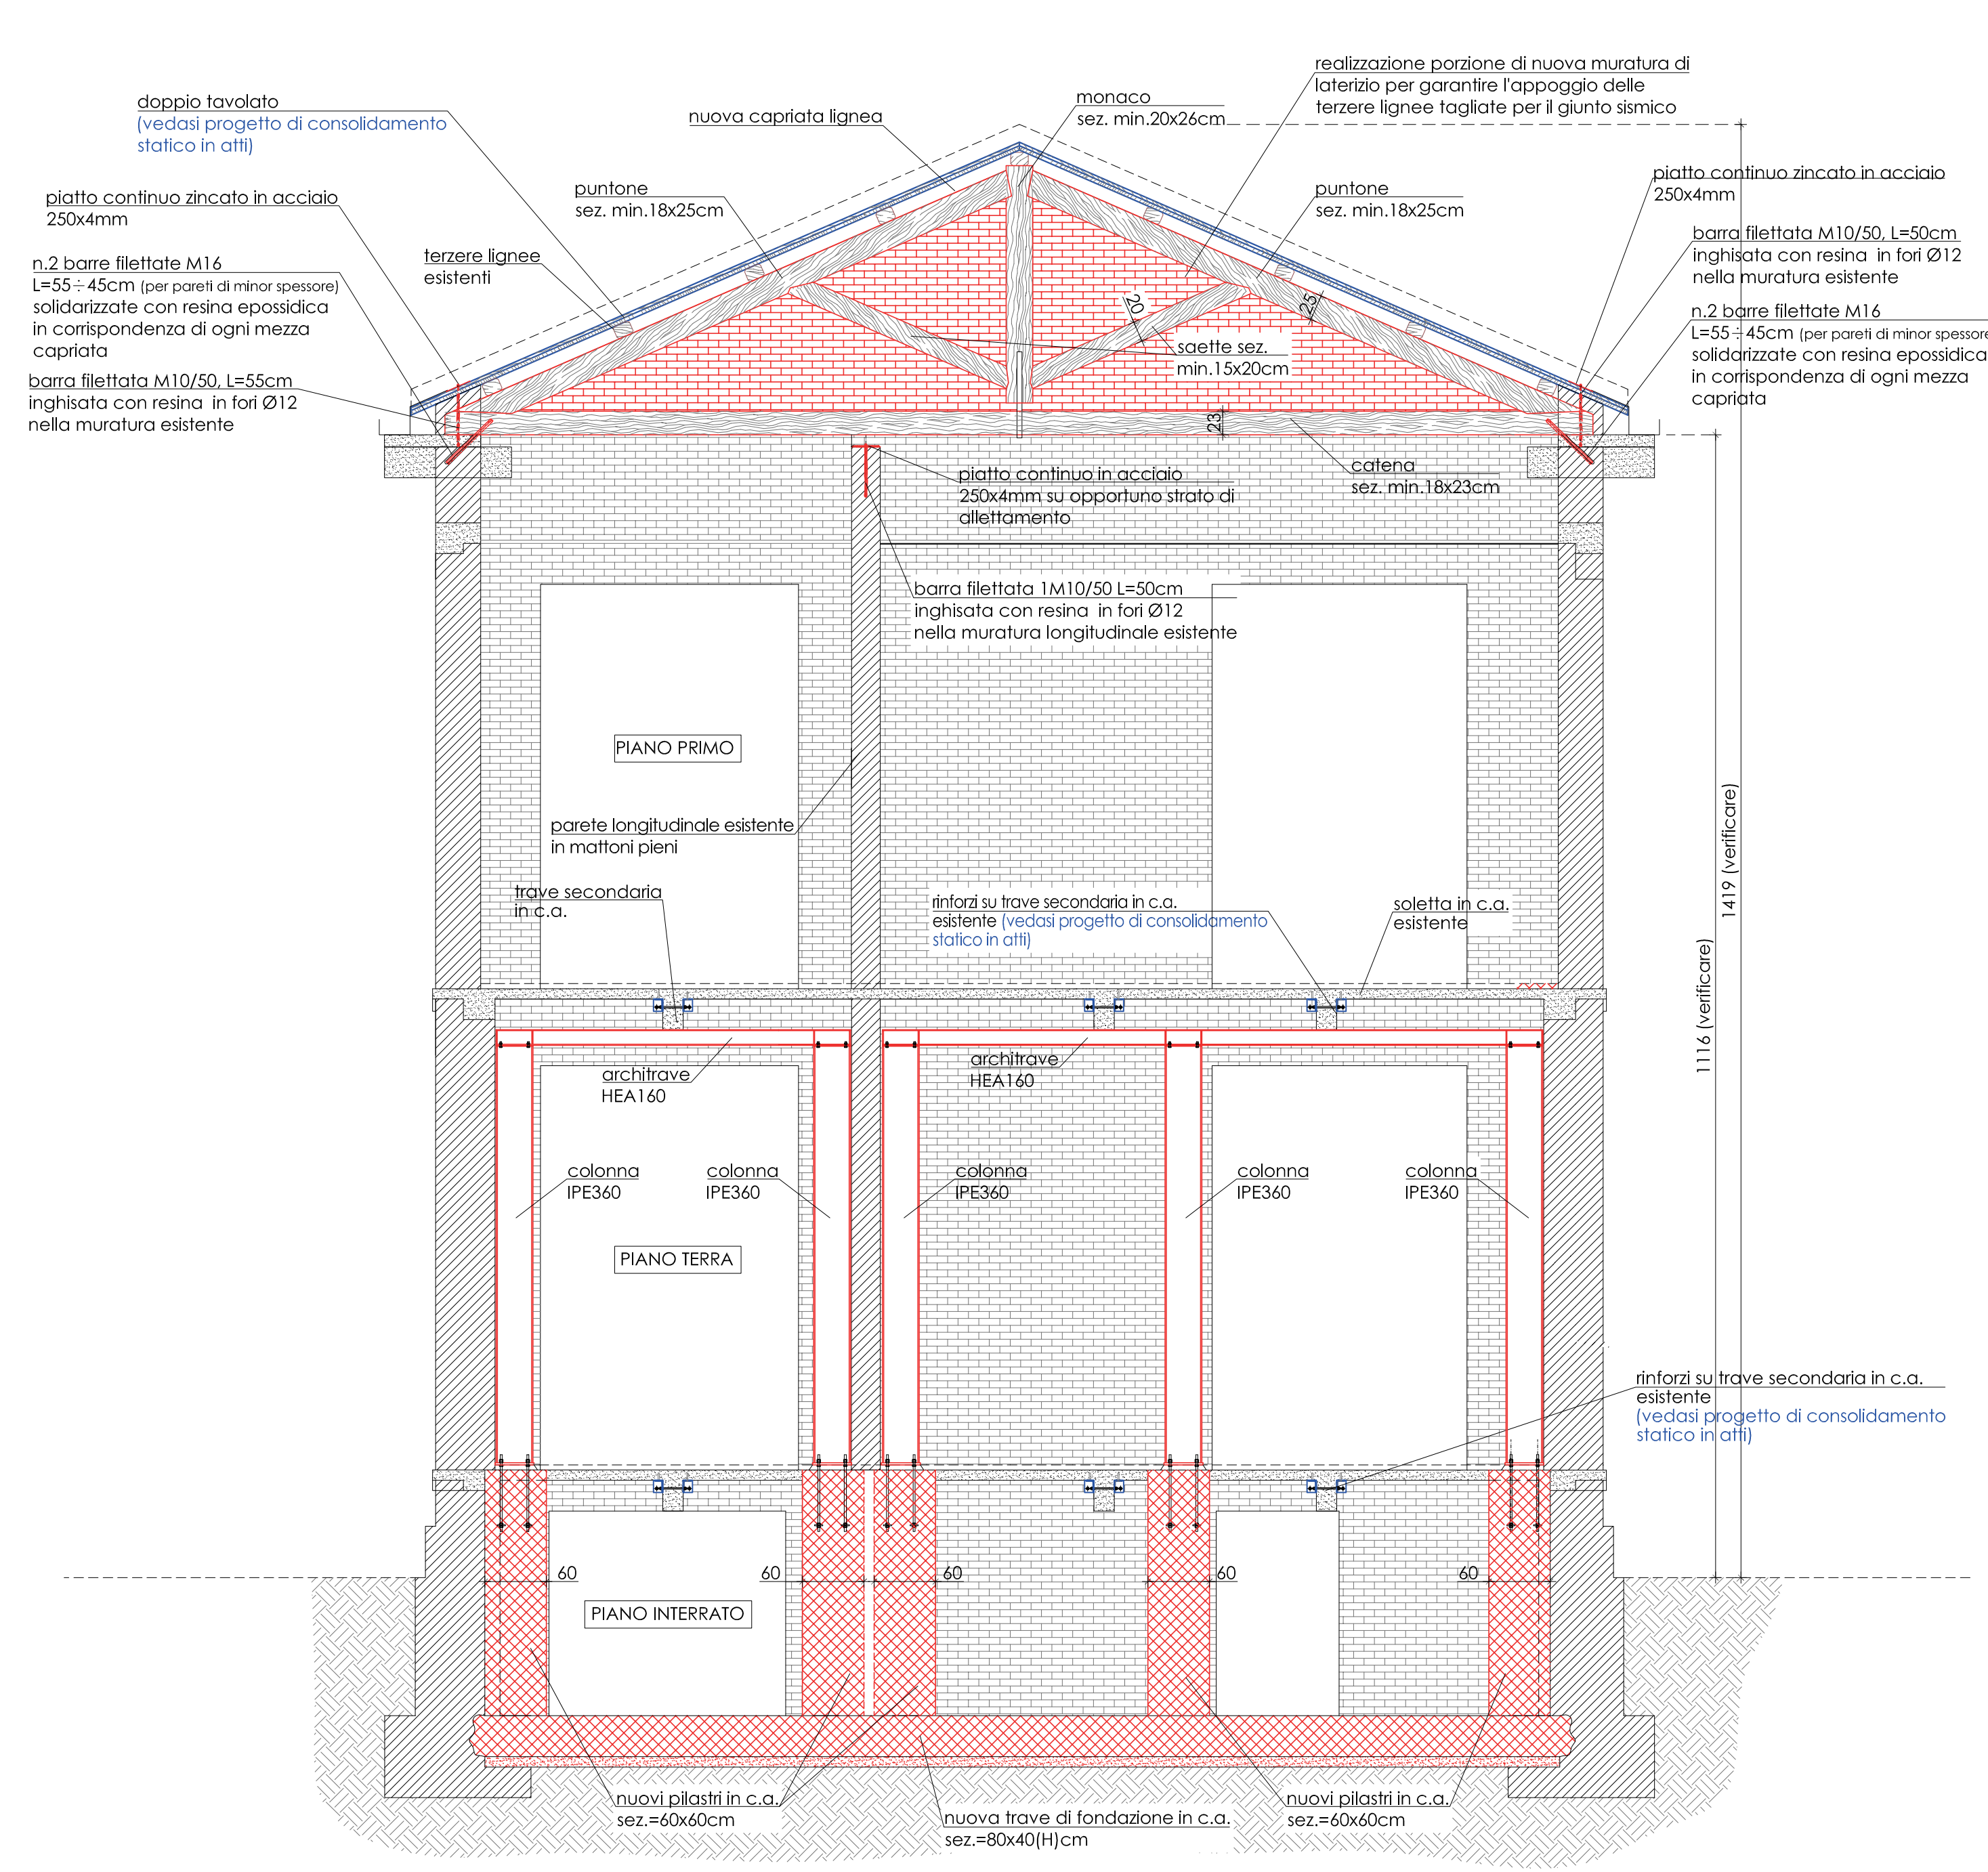 realizzazione porzione di nuova muratura di
laterizio per garantire l'appoggio delle
terzere lignee tagliate per il giunto sismico
doppio tavolato
(vedasi progetto di consolidamento
statico in atti)
nuova capriata lignea
monaco
sez. min.20x26cm
piatto continuo zincato in acciaio
250x4mm
puntone
sez. min.18x25cm
puntone
sez. min.18x25cm
piatto continuo zincato in acciaio
250x4mm
n.2 barre filettate M16
L=55÷45cm (per pareti di minor spessore)
solidarizzate con resina epossidica
in corrispondenza di ogni mezza
capriata
terzere lignee
esistenti
barra filettata M10/50, L=50cm
inghisata con resina in fori Ø12
nella muratura esistente
20
25
n.2 barre filettate M16
L=55÷45cm (per pareti di minor spessore
solidarizzate con resina epossidica
in corrispondenza di ogni mezza
capriata
saette sez.
min.15x20cm
barra filettata M10/50, L=55cm
inghisata con resina in fori Ø12
nella muratura esistente
23
piatto continuo in acciaio
250x4mm su opportuno strato di
allettamento
catena
sez. min.18x23cm
barra filettata 1M10/50 L=50cm
inghisata con resina in fori Ø12
nella muratura longitudinale esistente
PIANO PRIMO
parete longitudinale esistente
in mattoni pieni
1419 (verificare)
1116 (verificare)
trave secondaria
in c.a.
rinforzi su trave secondaria in c.a.
esistente (vedasi progetto di consolidamento
statico in atti)
soletta in c.a.
esistente
architrave
HEA160
architrave
HEA160
colonna
IPE360
colonna
IPE360
colonna
IPE360
colonna
IPE360
colonna
IPE360
PIANO TERRA
rinforzi su trave secondaria in c.a.
esistente
(vedasi progetto di consolidamento
statico in atti)
60
60
60
60
60
PIANO INTERRATO
nuovi pilastri in c.a.
sez.=60x60cm
nuova trave di fondazione in c.a.
sez.=80x40(H)cm
nuovi pilastri in c.a.
sez.=60x60cm